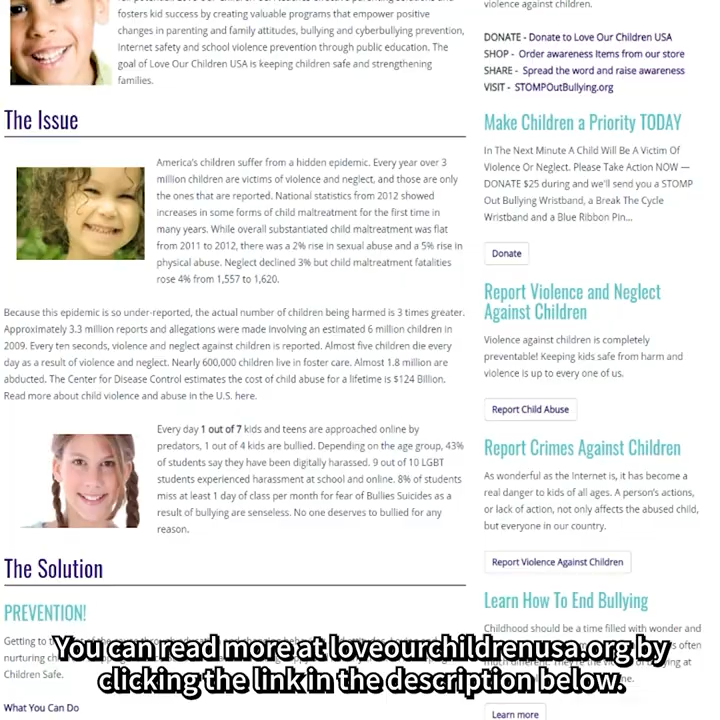 fosters kid success by creating valuable programs that empower positive
changes in parenting and family attitudes, bullying and cyberbullying prevention,
Internet safety and school violence prevention through public education. The
goal of Love Our Children USA is keeping children safe and strengthening
families.
The Issue
America's children suffer from a hidden epidemic. Every year over 3
million children are victims of violence and neglect, and those are only
the ones that are reported. National statistics from 2012 showed
increases in some forms of child maltreatment for the first time in
many years. While overall substantiated child maltreatment was flat
from 2011 to 2012, there was a 2% rise in sexual abuse and a 5% rise in
physical abuse. Neglect declined 3% but child maltreatment fatalities
rose 4% from 1,557 to 1,620.
Because this epidemic is so under-reported, the actual number of children being harmed is 3 times greater.
Approximately 3.3 million reports and allegations were made involving an estimated 6 million children in
2009. Every ten seconds, violence and neglect against children is reported. Almost five children die every
day as a result of violence and neglect. Nearly 600,000 children live in foster care. Almost 1.8 million are
abducted. The Center for Disease Control estimates the cost of child abuse for a lifetime is $124 Billion.
Read more about child violence and abuse in the U.S. here.
Every day 1 out of 7 kids and teens are approached online by
predators, 1 out of 4 kids are bullied. Depending on the age group, 43%
of students say they have been digitally harassed. 9 out of 10 LGBT
students experienced harassment at school and online. 8% of students
miss at least 1 day of class per month for fear of Bullies Suicides as a
result of bullying are senseless. No one deserves to bullied for any
reason.
The Solution
PREVENTION!
Getting to
nurturing
Children Safe.
What You Can Do
violence against children.
DONATE - Donate to Love Our Children USA
SHOP - Order awareness Items from our store
SHARE - Spread the word and raise awareness
VISIT - STOMPOutBullying.org
Make Children a Priority TODAY
In The Next Minute A Child Will Be A Victim Of
Violence Or Neglect. Please Take Action NOW —
DONATE $25 during and we'll send you a STOMP
Out Bullying Wristband, a Break The Cycle
Wristband and a Blue Ribbon Pin...
Donate
Report Violence and Neglect
Against Children
Violence against children is completely
preventable! Keeping kids safe from harm and
violence is up to every one of us.
Report Child Abuse
Report Crimes Against Children
As wonderful as the Internet is, it has become a
real danger to kids of all ages. A person's actions,
or lack of action, not only affects the abused child,
but everyone in our country.
Report Violence Against Children
Learn How To End Bullying
Childhood should be a time filled with wonder and
often
at
Learn more
You can read more at loveourchildrenusa.org by
clicking the link in the description below.